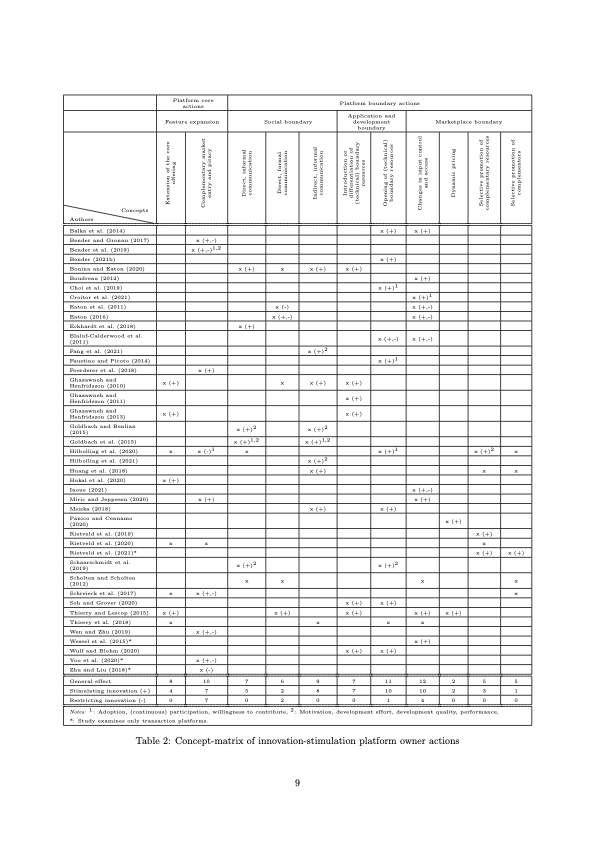 Platform core
actions
Platform boundary actions
Feature expansion
Social boundary
Application and
development
boundary
Marketplace boundary
Concepts
Authors
Extension of the core
offering
Complementary market
entry and piracy
Direct, informal
communication
Direct, formal
communication
Indirect, informal
communication
Introduction or
differentiation of
(technical) boundary
resources
Opening of (technical)
boundary resources
Changes in input control
and access
Dynamic pricing
Selective promotion of
complementary resources
Selective promotion of
complementors
Balka et al. (2014) x (+) x (+)
Bender and Gronau (2017) x (+,-)
Bender et al. (2019) x (+,-)1,2
Bender (2021b) x (+)
Bonina and Eaton (2020) x (+) x x (+) x (+)
Boudreau (2012) x (+)
Choi et al. (2019) x (+)1
Croitor et al. (2021) x (+)1
Eaton et al. (2011) x (-) x (+,-)
Eaton (2016) x (+,-) x (+,-)
Eckhardt et al. (2018) x (+)
Elaluf-Calderwood et al.
(2011) x (+,-) x (+,-)
Fang et al. (2021) x (+)2
Faustino and Picoto (2014) x (+)1
Foerderer et al. (2018) x (+)
Ghazawneh and
Henfridsson (2010) x (+) x x (+) x (+)
Ghazawneh and
Henfridsson (2011) x (+)
Ghazawneh and
Henfridsson (2013) x (+) x (+)
Goldbach and Benlian
(2015) x (+)2 x (+)2
Goldbach et al. (2015) x (+)1,2 x (+)1,2
Hilbolling et al. (2020) x x (-)1 x x (+)1 x (+)2 x
Hilbolling et al. (2021) x (+)2
Huang et al. (2018) x (+) x x
Hukal et al. (2020) x (+)
Inoue (2021) x (+,-)
Miric and Jeppesen (2020) x (+) x (+)
Msiska (2018) x (+) x (+)
Panico and Cennamo
(2020) x (+)
Rietveld et al. (2019) x (+)
Rietveld et al. (2020) x x x
Rietveld et al. (2021)* x (+) x (+)
Schaarschmidt et al.
(2019) x (+)2 x (+)2
Scholten and Scholten
(2012) x x x x
Schreieck et al. (2017) x x (+,-) x
Soh and Grover (2020) x (+) x (+)
Thierry and Lescop (2015) x (+) x (+) x (+) x (+) x (+) x (+)
Thierry et al. (2018) x x x x
Wen and Zhu (2019) x (+,-)
Wessel et al. (2015)* x (+)
Wulf and Blohm (2020) x (+) x (+)
Yoo et al. (2020)* x (+,-)
Zhu and Liu (2018)* x (-)
General effect 8 10 7 6 9 7 11 12 2 5 5
Stimulating innovation (+) 4 7 5 2 8 7 10 10 2 3 1
Restricting innovation (-) 0 7 0 2 0 0 1 4 0 0 0
Notes: 1: Adoption, (continuous) participation, willingness to contribute, 2: Motivation, development effort, development quality, performance,
*: Study examines only transaction platforms.
Table 2: Concept-matrix of innovation-stimulation platform owner actions
9